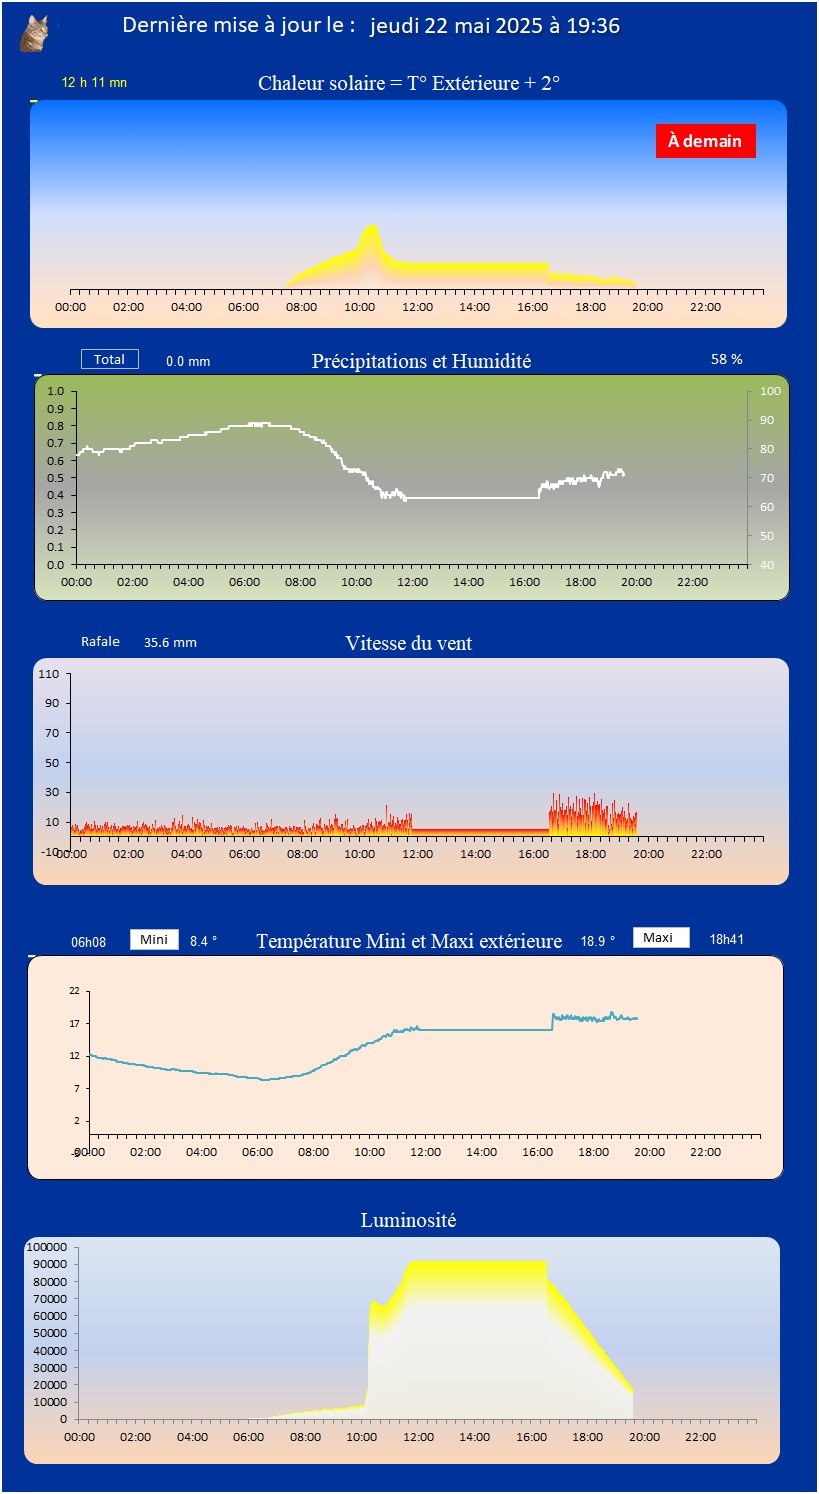 Dernière mise à jour le : jeudi 22 mai 2025 à 19:36
12 h 11 mn Chaleur solaire = T° Extérieure + 2°
À demain
00:00 02:00 04:00 06:00 08:00 10:00 12:00 14:00 16:00 18:00 20:00 22:00
Total 0.0 mm Précipitations et Humidité 58 %
1.0 100
0.9 90
0.8 80
0.7
0.6 70
0.5
0.4 60
0.3
0.2 50
0.1
0.0 40
00:00 02:00 04:00 06:00 08:00 10:00 12:00 14:00 16:00 18:00 20:00 22:00
Rafale 35.6 mm Vitesse du vent
110
90
70
50
30
10
-10
00:00 02:00 04:00 06:00 08:00 10:00 12:00 14:00 16:00 18:00 20:00 22:00
06h08 Mini 8.4 ° Température Mini et Maxi extérieure 18.9 ° Maxi 18h41
22
17
12
7
2
-3
00:00 02:00 04:00 06:00 08:00 10:00 12:00 14:00 16:00 18:00 20:00 22:00
Luminosité
100000
90000
80000
70000
60000
50000
40000
30000
20000
10000
0
00:00 02:00 04:00 06:00 08:00 10:00 12:00 14:00 16:00 18:00 20:00 22:00